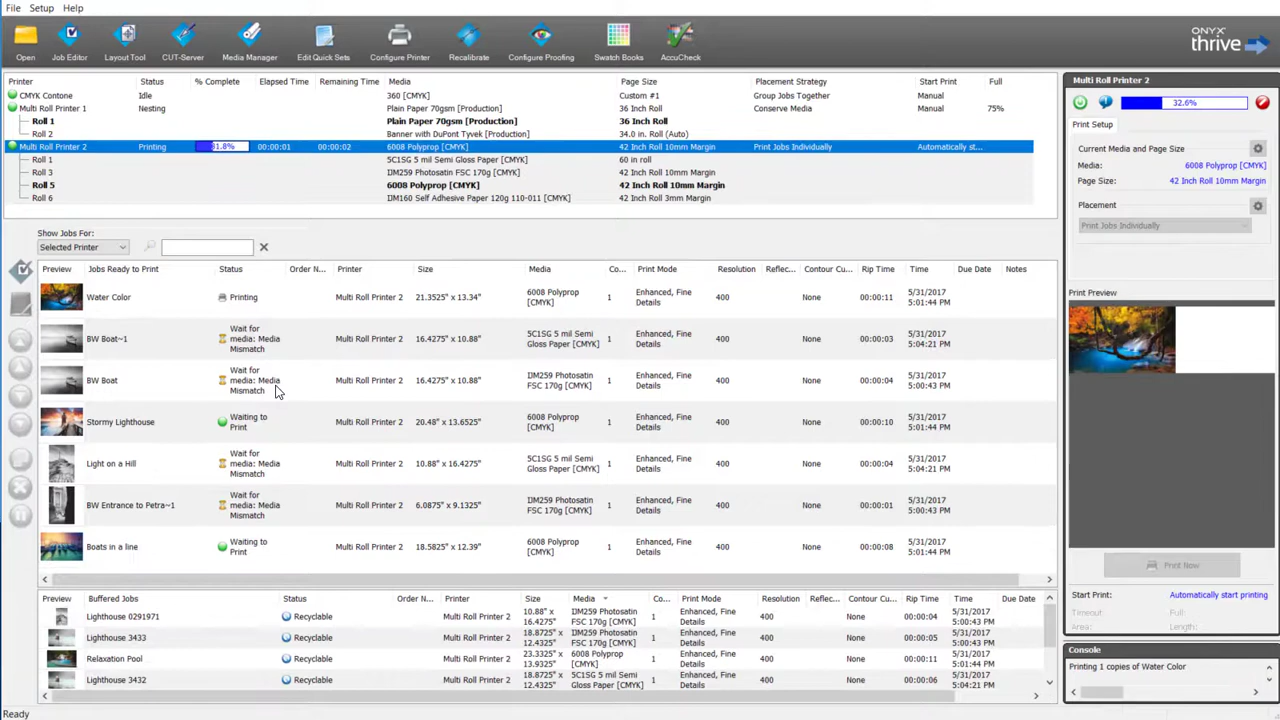 File Setup Help
Open Job Editor Layout Tool CUT-Server Media Manager Edit Quick Sets Configure Printer Recalibrate Configure Proofing Swatch Books AccuCheck
ONYX
thrive
Printer Status % Complete Elapsed Time Remaining Time Media Page Size Placement Strategy Start Print Full
CMYK Contone Idle 360 [CMYK] Custom #1 Group Jobs Together Manual
Multi Roll Printer 1 Nesting Plain Paper 70gsm [Production] 36 Inch Roll Conserve Media Manual 75%
Roll 1 Plain Paper 70gsm [Production] 36 Inch Roll
Roll 2 Banner with DuPont Tyvek [Production] 34.0 in. Roll (Auto)
Multi Roll Printer 2 Printing 31.8% 00:00:01 00:00:02 6008 Polyprop [CMYK] 42 Inch Roll 10mm Margin Print Jobs Individually Automatically st...
Roll 1 5C1SG 5 mil Semi Gloss Paper [CMYK] 60 in roll
Roll 3 IJM259 Photosatin FSC 170g [CMYK] 42 Inch Roll 10mm Margin
Roll 5 6008 Polyprop [CMYK] 42 Inch Roll 10mm Margin
Roll 6 IJM160 Self Adhesive Paper 120g 110-011 [CMYK] 42 Inch Roll 3mm Margin
Show Jobs For:
Selected Printer
Preview Jobs Ready to Print Status Order N... Printer Size Media Co... Print Mode Resolution Reflec... Contour Cu... Rip Time Time Due Date Notes
Water Color Printing Multi Roll Printer 2 21.3525" x 13.34" 6008 Polyprop [CMYK] 1 Enhanced, Fine Details 400 None 00:00:11 5/31/2017 5:01:44 PM
BW Boat~1 Wait for media: Media Mismatch Multi Roll Printer 2 16.4275" x 10.88" 5C1SG 5 mil Semi Gloss Paper [CMYK] 1 Enhanced, Fine Details 400 None 00:00:03 5/31/2017 5:04:21 PM
BW Boat Wait for media: Media Mismatch Multi Roll Printer 2 16.4275" x 10.88" IJM259 Photosatin FSC 170g [CMYK] 1 Enhanced, Fine Details 400 None 00:00:04 5/31/2017 5:00:43 PM
Stormy Lighthouse Waiting to Print Multi Roll Printer 2 20.48" x 13.6525" 6008 Polyprop [CMYK] 1 Enhanced, Fine Details 400 None 00:00:10 5/31/2017 5:01:44 PM
Light on a Hill Wait for media: Media Mismatch Multi Roll Printer 2 10.88" x 16.4275" 5C1SG 5 mil Semi Gloss Paper [CMYK] 1 Enhanced, Fine Details 400 None 00:00:04 5/31/2017 5:04:21 PM
BW Entrance to Petra~1 Wait for media: Media Mismatch Multi Roll Printer 2 6.0875" x 9.1325" IJM259 Photosatin FSC 170g [CMYK] 1 Enhanced, Fine Details 400 None 00:00:01 5/31/2017 5:00:43 PM
Boats in a line Waiting to Print Multi Roll Printer 2 18.5825" x 12.39" 6008 Polyprop [CMYK] 1 Enhanced, Fine Details 400 None 00:00:08 5/31/2017 5:01:44 PM
Preview Buffered Jobs Status Order N... Printer Size Media Co... Print Mode Resolution Reflec... Contour Cu... Rip Time Time Due Date
Lighthouse 0291971 Recyclable Multi Roll Printer 2 10.88" x 16.4275" IJM259 Photosatin FSC 170g [CMYK] 1 Enhanced, Fine Details 400 None 00:00:04 5/31/2017 5:00:43 PM
Lighthouse 3433 Recyclable Multi Roll Printer 2 18.8725" x 12.4325" IJM259 Photosatin FSC 170g [CMYK] 1 Enhanced, Fine Details 400 None 00:00:05 5/31/2017 5:00:43 PM
Relaxation Pool Recyclable Multi Roll Printer 2 23.3325" x 13.9325" 6008 Polyprop [CMYK] 1 Enhanced, Fine Details 400 None 00:00:11 5/31/2017 5:01:44 PM
Lighthouse 3432 Recyclable Multi Roll Printer 2 18.8725" x 12.4325" 5C1SG 5 mil Semi Gloss Paper [CMYK] 1 Enhanced, Fine Details 400 None 00:00:06 5/31/2017 5:04:21 PM
Multi Roll Printer 2
32.6%
Print Setup
Current Media and Page Size
Media: 6008 Polyprop [CMYK]
Page Size: 42 Inch Roll 10mm Margin
Placement
Print Jobs Individually
Print Preview
Print Now
Start Print: Automatically start printing
Timeout: Full:
Area: Length:
Console
Printing 1 copies of Water Color
Ready